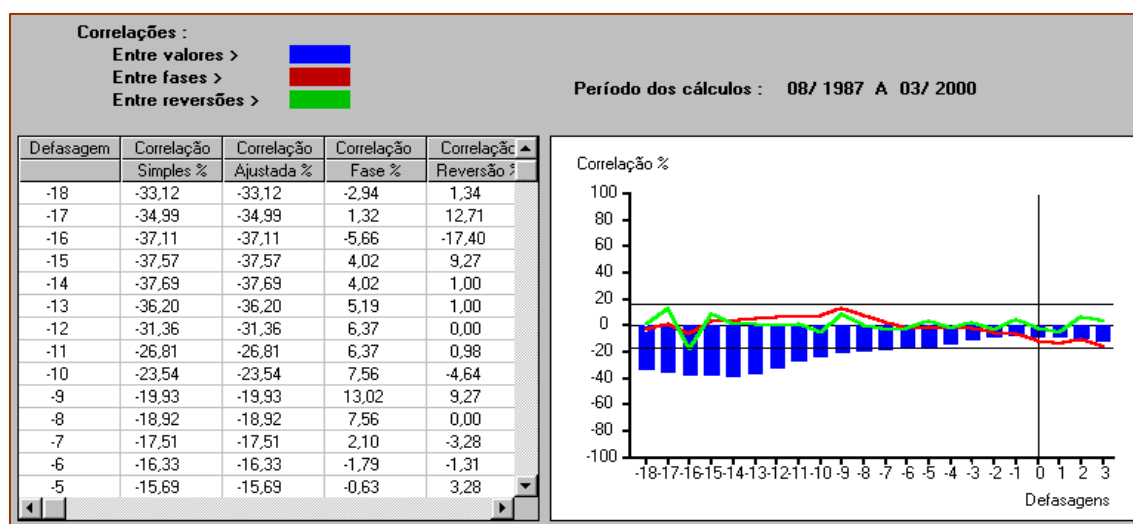 Correlações :
Entre valores >
Entre fases >
Entre reversões >
Período dos cálculos : 08/ 1987 A 03/ 2000
Defasagem Correlação Correlação Correlação Correlaçã
Simples % Ajustada % Fase % Reversão %
-18 -33,12 -33,12 -2,94 1,34
-17 -34,99 -34,99 1,32 12,71
-16 -37,11 -37,11 -5,66 -17,40
-15 -37,57 -37,57 4,02 9,27
-14 -37,69 -37,69 4,02 1,00
-13 -36,20 -36,20 5,19 1,00
-12 -31,36 -31,36 6,37 0,00
-11 -26,81 -26,81 6,37 0,98
-10 -23,54 -23,54 7,56 -4,64
-9 -19,93 -19,93 13,02 9,27
-8 -18,92 -18,92 7,56 0,00
-7 -17,51 -17,51 2,10 -3,28
-6 -16,33 -16,33 -1,79 -1,31
-5 -15,69 -15,69 -0,63 3,28
Correlação %
100
80
60
40
20
0
-20
-40
-60
-80
-100
-18 -17 -16 -15 -14 -13 -12 -11 -10 -9 -8 -7 -6 -5 -4 -3 -2 -1 0 1 2 3
Defasagens